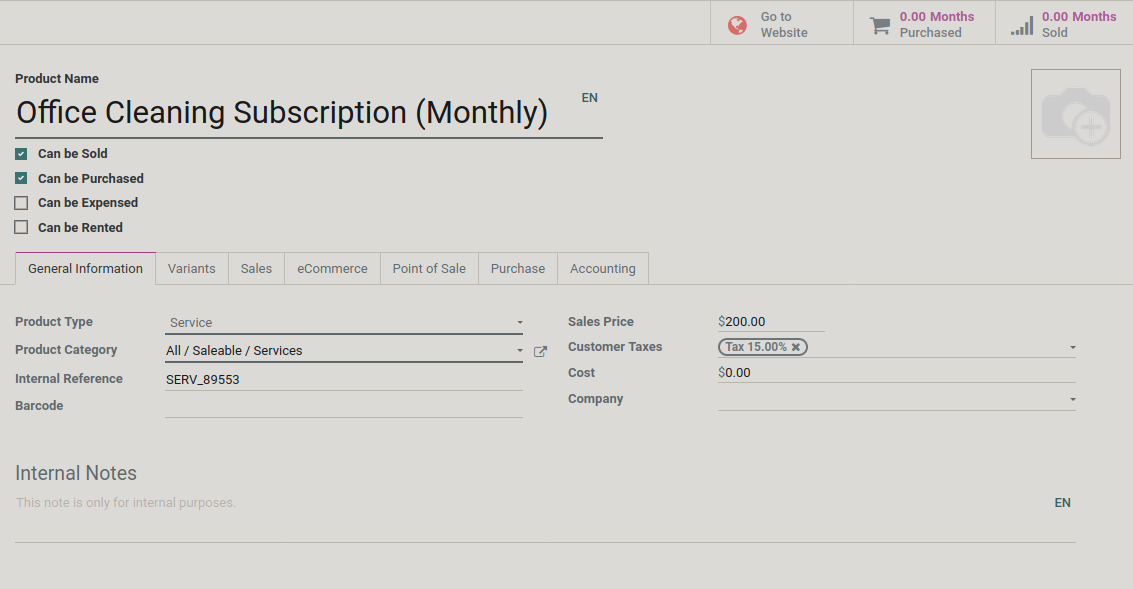 Go to Website
0.00 Months Purchased
0.00 Months Sold
Product Name
Office Cleaning Subscription (Monthly) EN
Can be Sold
Can be Purchased
Can be Expensed
Can be Rented
General Information Variants Sales eCommerce Point of Sale Purchase Accounting
Product Type Service
Product Category All / Saleable / Services
Internal Reference SERV_89553
Barcode
Sales Price $200.00
Customer Taxes Tax 15.00% ✖
Cost $0.00
Company
Internal Notes
This note is only for internal purposes. EN